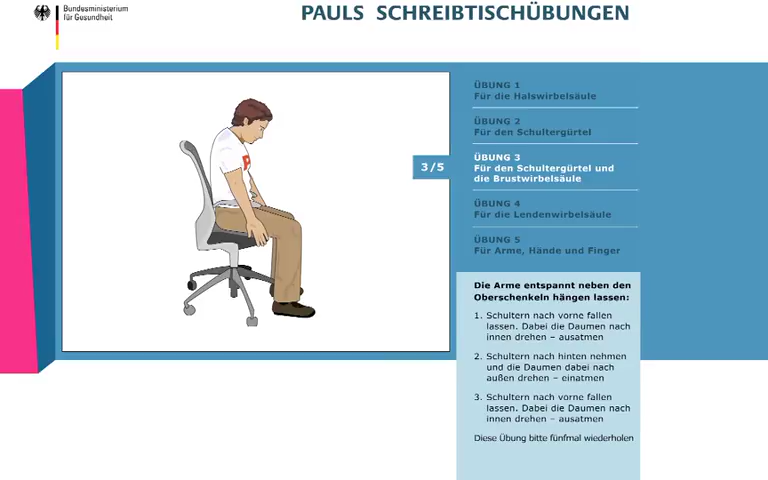 Bundesministerium
für Gesundheit
PAULS SCHREIBTISCHÜBUNGEN
P
3/5
ÜBUNG 1
Für die Halswirbelsäule
ÜBUNG 2
Für den Schultergürtel
ÜBUNG 3
Für den Schultergürtel und
die Brustwirbelsäule
ÜBUNG 4
Für die Lendenwirbelsäule
ÜBUNG 5
Für Arme, Hände und Finger
Die Arme entspannt neben den
Oberschenkeln hängen lassen:
1. Schultern nach vorne fallen
lassen. Dabei die Daumen nach
innen drehen – ausatmen
2. Schultern nach hinten nehmen
und die Daumen dabei nach
außen drehen – einatmen
3. Schultern nach vorne fallen
lassen. Dabei die Daumen nach
innen drehen – ausatmen
Diese Übung bitte fünfmal wiederholen